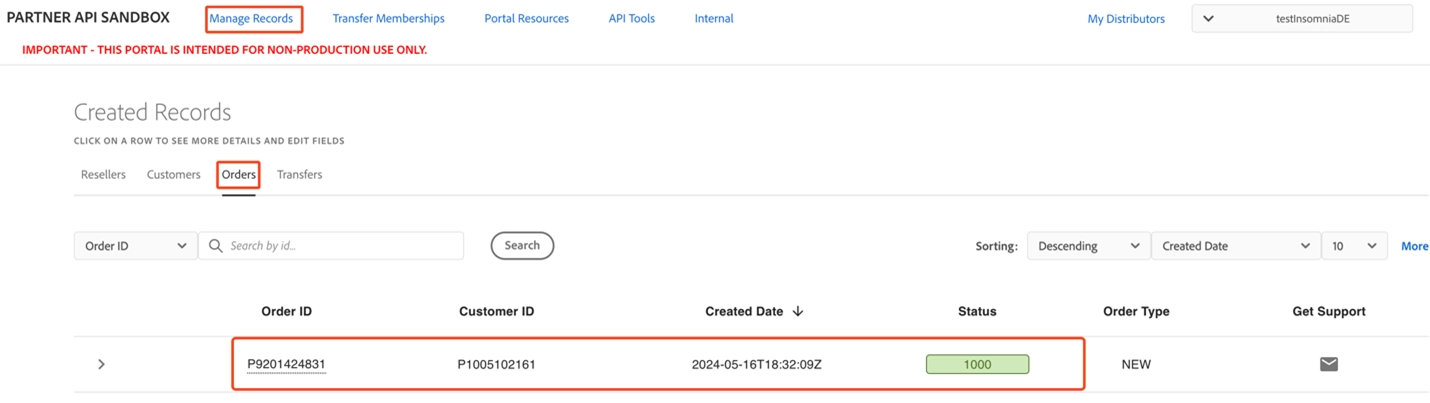 PARTNER API SANDBOX Manage Records Transfer Memberships Portal Resources API Tools Internal My Distributors testInsomniaDE
IMPORTANT - THIS PORTAL IS INTENDED FOR NON-PRODUCTION USE ONLY.
Created Records
CLICK ON A ROW TO SEE MORE DETAILS AND EDIT FIELDS
Resellers Customers Orders Transfers
Order ID Search by id... Search Sorting: Descending Created Date 10 More
Order ID Customer ID Created Date Status Order Type Get Support
P9201424831 P1005102161 2024-05-16T18:32:09Z 1000 NEW